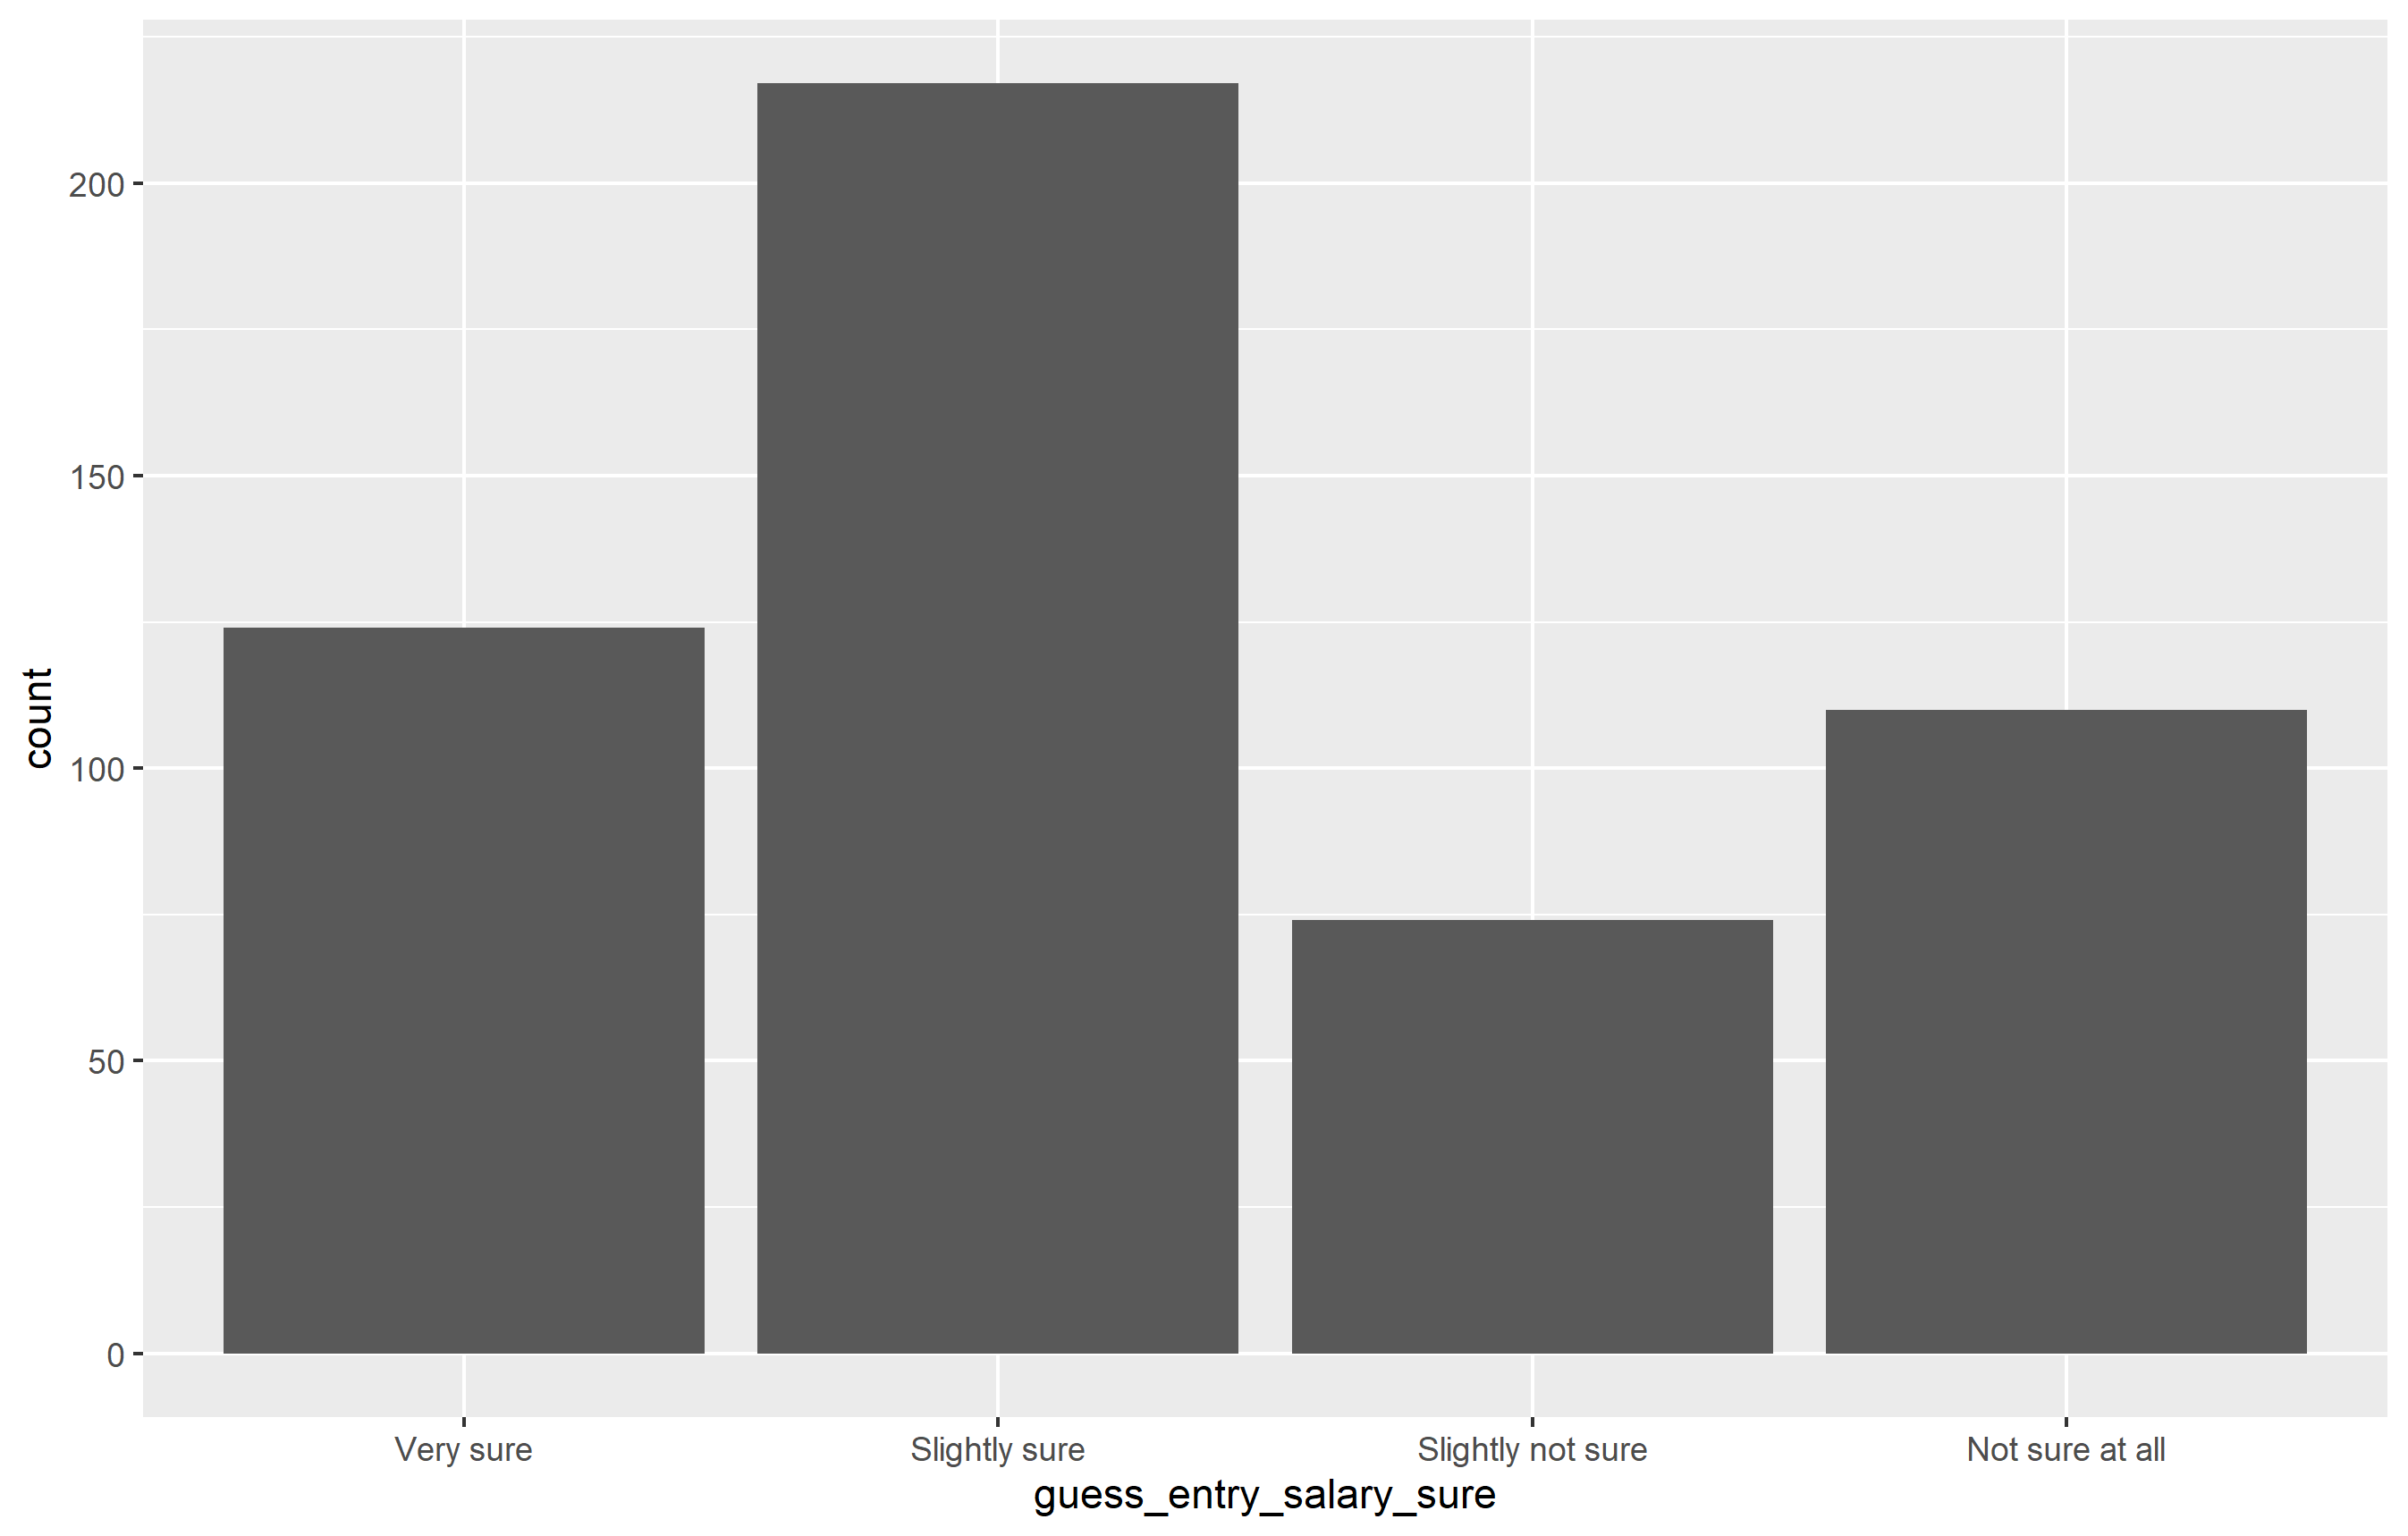 count
200
150
100
50
0
Very sure
Slightly sure
Slightly not sure
Not sure at all
guess_entry_salary_sure